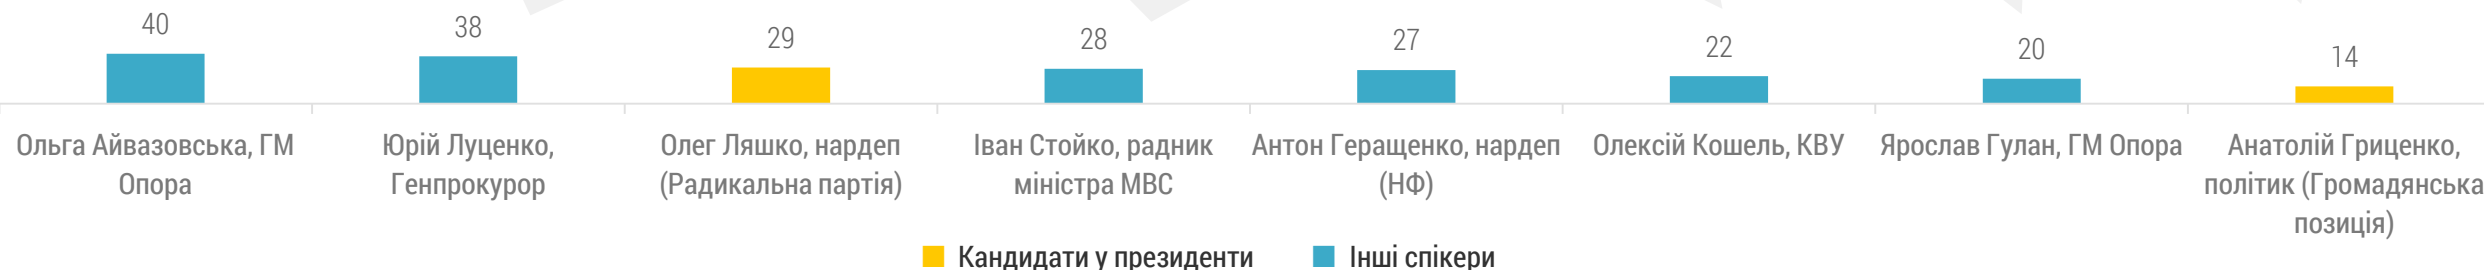 40
38
29
28
27
22
20
14
Ольга Айвазовська, ГМ
Опора
Юрій Луценко,
Генпрокурор
Олег Ляшко, нардеп
(Радикальна партія)
Іван Стойко, радник
міністра МВС
Антон Геращенко, нардеп
(НФ)
Олексій Кошель, КВУ
Ярослав Гулан, ГМ Опора
Анатолій Гриценко,
політик (Громадянська
позиція)
Кандидати у президенти
Інші спікери